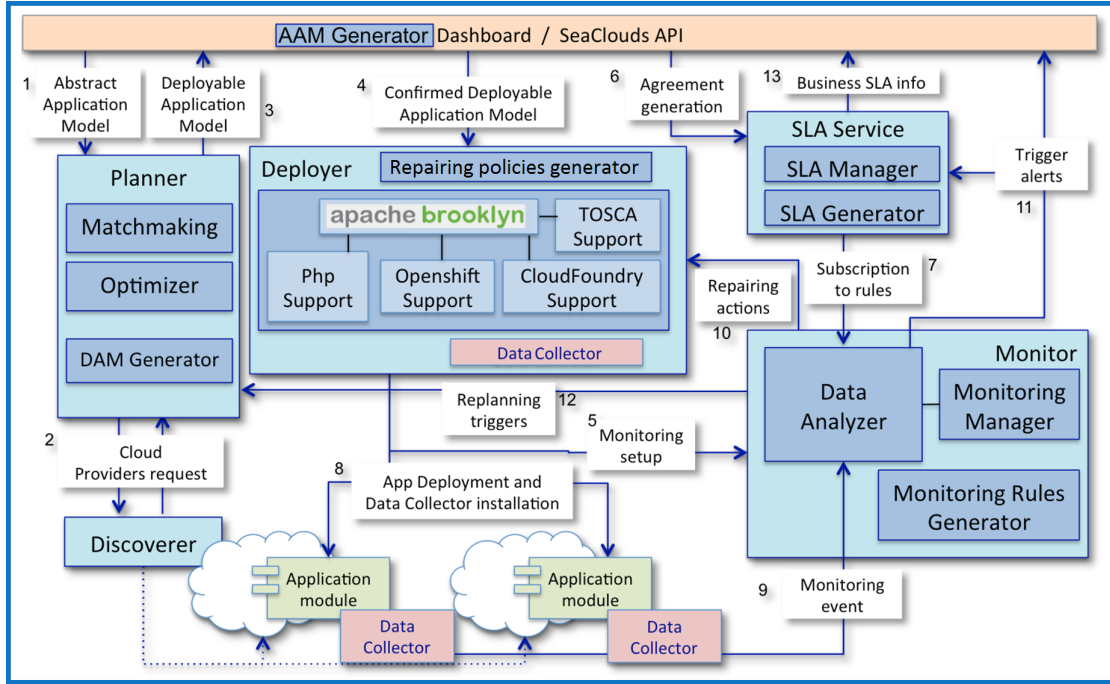 AAM Generator Dashboard / SeaClouds API
1
Abstract
Application
Model
Deployable
Application
Model
3
4
Confirmed Deployable
Application Model
6
Agreement
generation
13
Business SLA info
SLA Service
SLA Manager
SLA Generator
Trigger
alerts
11
Planner
Matchmaking
Optimizer
DAM Generator
Deployer
Repairing policies generator
apache brooklyn
TOSCA
Support
Php
Support
Openshift
Support
CloudFoundry
Support
Data Collector
Repairing
actions
10
Subscription
to rules
7
Monitor
Data
Analyzer
Monitoring
Manager
Monitoring Rules
Generator
Replanning
triggers
12
5
Monitoring
setup
2
Cloud
Providers request
8
App Deployment and
Data Collector installation
Discoverer
Application
module
Data
Collector
Application
module
Data
Collector
9
Monitoring
event